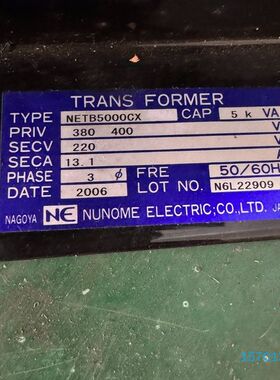 TRANS FORMER
TYPE NETB5000CX CAP 5 k VA
PRIV 380 400 V
SECV 220
SECA 13.1
PHASE 3 ϕ FRE 50/60H
DATE 2006 LOT NO. N6L22909
NAGOYA NE NUNOME ELECTRIC;CO.,LTD. JA